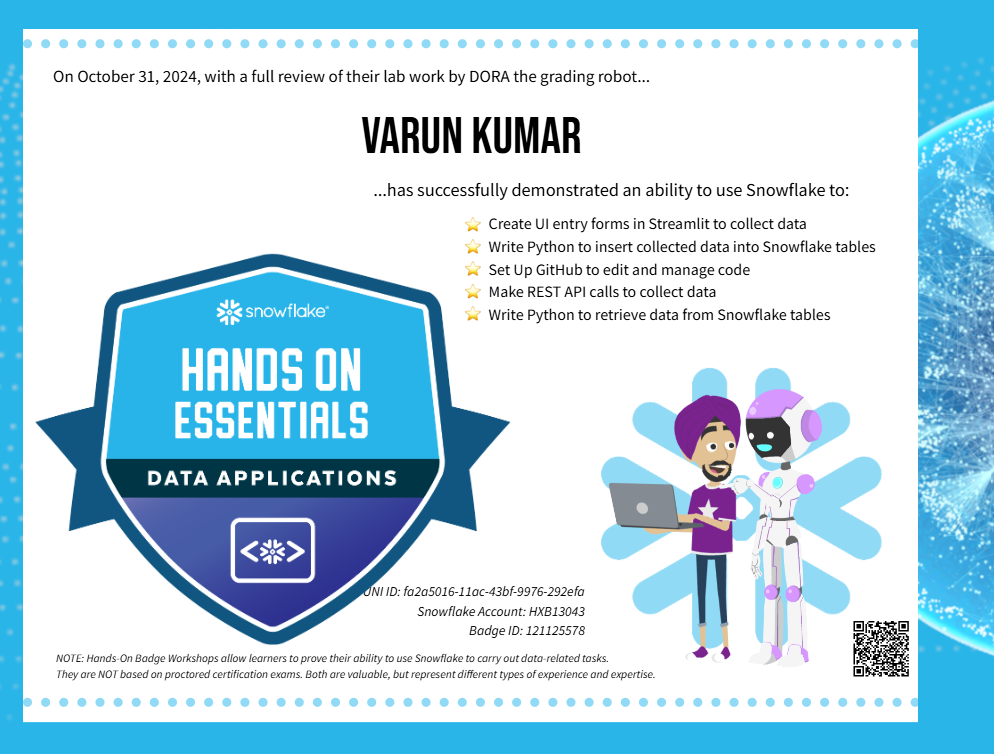 On October 31, 2024, with a full review of their lab work by DORA the grading robot...
VARUN KUMAR
...has successfully demonstrated an ability to use Snowflake to:
Create UI entry forms in Streamlit to collect data
Write Python to insert collected data into Snowflake tables
Set Up GitHub to edit and manage code
Make REST API calls to collect data
Write Python to retrieve data from Snowflake tables
snowflake
HANDS ON
ESSENTIALS
DATA APPLICATIONS
UNI ID: fa2a5016-11ac-43bf-9976-292efa
Snowflake Account: HXB13043
Badge ID: 121125578
NOTE: Hands-On Badge Workshops allow learners to prove their ability to use Snowflake to carry out data-related tasks.
They are NOT based on proctored certification exams. Both are valuable, but represent different types of experience and expertise.